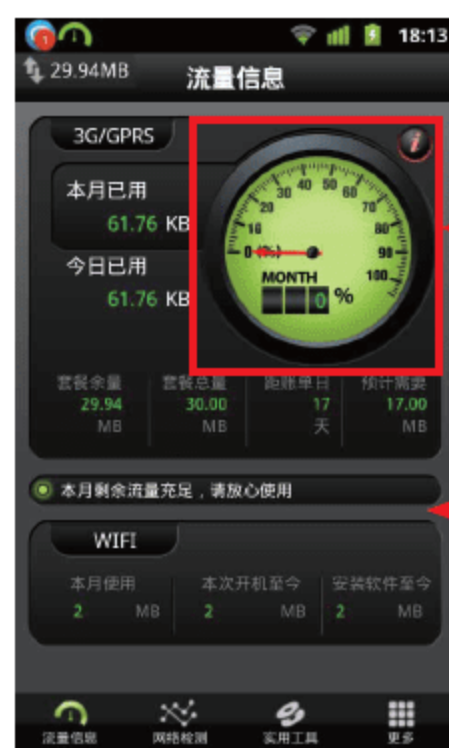 18:13
29.94MB 流量信息
3G/GPRS
本月已用
61.76 KB
今日已用
61.76 KB
0 10 20 30 40 50 60 70 80 90 100
(%)
MONTH
0 %
套餐余量 套餐总量 距账单日 预计需要
29.94 30.00 17 17.00
MB MB 天 MB
本月剩余流量充足，请放心使用
WIFI
本月使用 本次开机至今 安装软件至今
2 MB 2 MB 2 MB
流量信息 网络检测 实用工具 更多